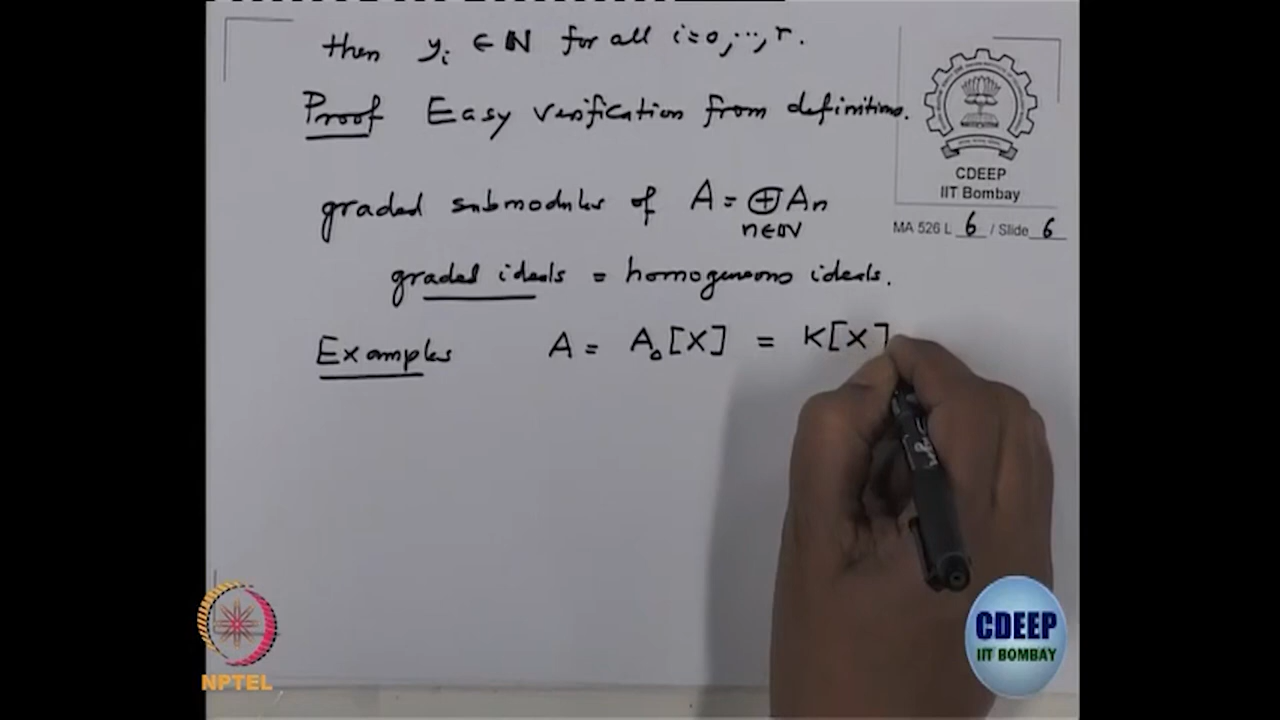 then yᵢ ∈ N for all i=0,⋯,r.
Proof Easy verification from definitions.
graded submodules of A = ⊕ Aₙ
n∈ℕ
graded ideals = homogeneous ideals.
Examples A = A₀[X] = K[X]
CDEEP
IIT Bombay
MA 526 L 6 / Slide 6
NPTEL
CDEEP
IIT BOMBAY